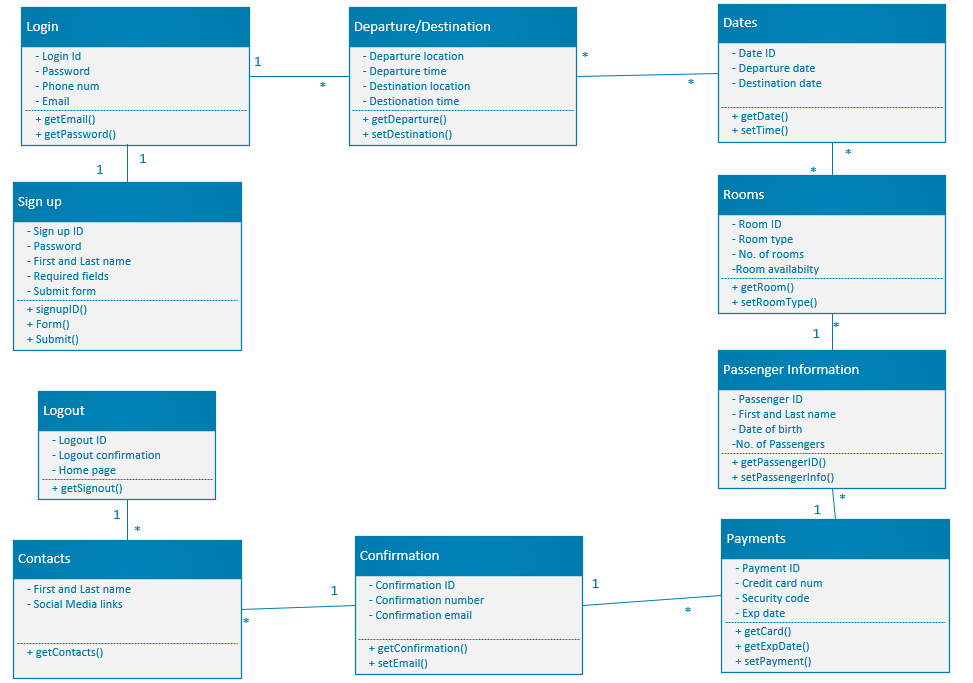 Login
- Login Id
- Password
- Phone num
- Email
+ getEmail()
+ getPassword()
1
*
Departure/Destination
- Departure location
- Departure time
- Destination location
- Destionation time
+ getDeparture()
+ setDestination()
*
*
Dates
- Date ID
- Departure date
- Destination date
+ getDate()
+ setTime()
1
1
*
*
Sign up
- Sign up ID
- Password
- First and Last name
- Required fields
- Submit form
+ signupID()
+ Form()
+ Submit()
Rooms
- Room ID
- Room type
- No. of rooms
-Room availabilty
+ getRoom()
+ setRoomType()
1
*
Passenger Information
- Passenger ID
- First and Last name
- Date of birth
-No. of Passengers
+ getPassengerID()
+ setPassengerInfo()
Logout
- Logout ID
- Logout confirmation
- Home page
+ getSignout()
1
*
1
*
Contacts
- First and Last name
- Social Media links
+ getContacts()
*
1
Confirmation
- Confirmation ID
- Confirmation number
- Confirmation email
+ getConfirmation()
+ setEmail()
1
*
Payments
- Payment ID
- Credit card num
- Security code
- Exp date
+ getCard()
+ getExpDate()
+ setPayment()